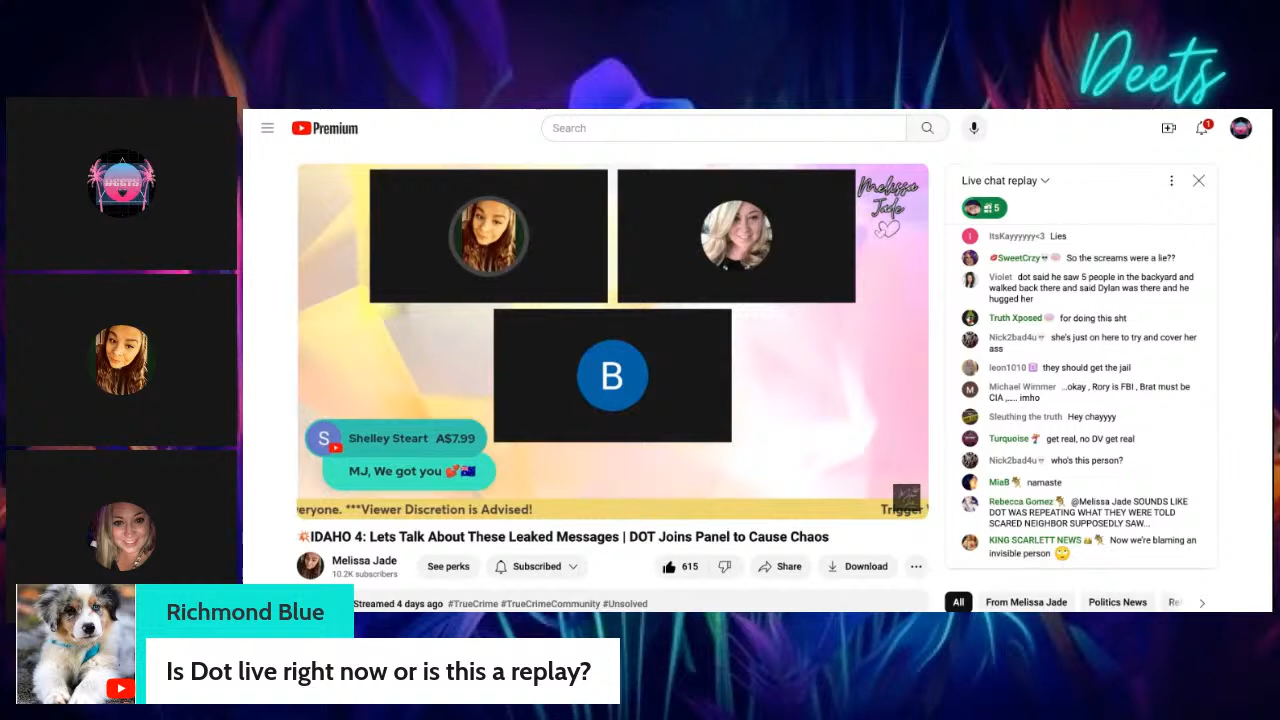 Deets
DEETS
Premium
Search
1
Melissa
Jade
B
S
Shelley Steart A$7.99
MJ, We got you 💕🇦🇺
eryone. ***Viewer Discretion is Advised!
Trigger
💥IDAHO 4: Lets Talk About These Leaked Messages | DOT Joins Panel to Cause Chaos
Melissa Jade
10.2K subscribers
See perks
Subscribed
615
Share
Download
Streamed 4 days ago #TrueCrime #TrueCrimeCommunity #Unsolved
Live chat replay
5
I
ItsKayyyyyy<3 Lies
💋SweetCrzy💀🧠 So the screams were a lie??
Violet dot said he saw 5 people in the backyard and
walked back there and said Dylan was there and he
hugged her
Truth Xposed🧠 for doing this sht
Nick2bad4u💀 she's just on here to try and cover her
ass
leon1010 they should get the jail
M
Michael Wimmer ...okay , Rory is FBI , Brat must be
CIA ,..... imho
Sleuthing the truth Hey chayyyy
Turquoise get real, no DV get real
Nick2bad4u💀 who's this person?
MiaB namaste
Rebecca Gomez @Melissa Jade SOUNDS LIKE
DOT WAS REPEATING WHAT THEY WERE TOLD
SCARED NEIGHBOR SUPPOSEDLY SAW...
KING SCARLETT NEWS Now we're blaming an
invisible person 🙄
All
From Melissa Jade
Politics News
Re
Richmond Blue
Is Dot live right now or is this a replay?